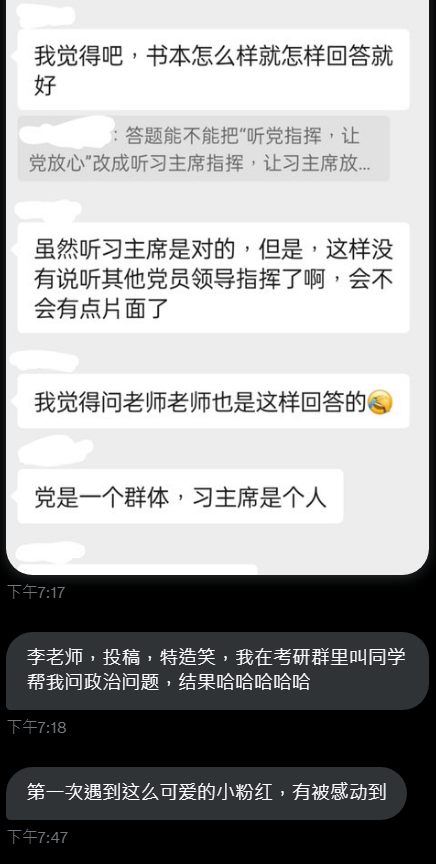 我觉得吧，书本怎么样就怎样回答就
好
：答题能不能把“听党指挥，让
党放心”改成听习主席指挥，让习主席放...
虽然听习主席是对的，但是，这样没
有说听其他党员领导指挥了啊，会不
会有点片面了
我觉得问老师老师也是这样回答的🤣
党是一个群体，习主席是个人
下午7:17
李老师，投稿，特造笑，我在考研群里叫同学
帮我问政治问题，结果哈哈哈哈哈
下午7:18
第一次遇到这么可爱的小粉红，有被感动到
下午7:47